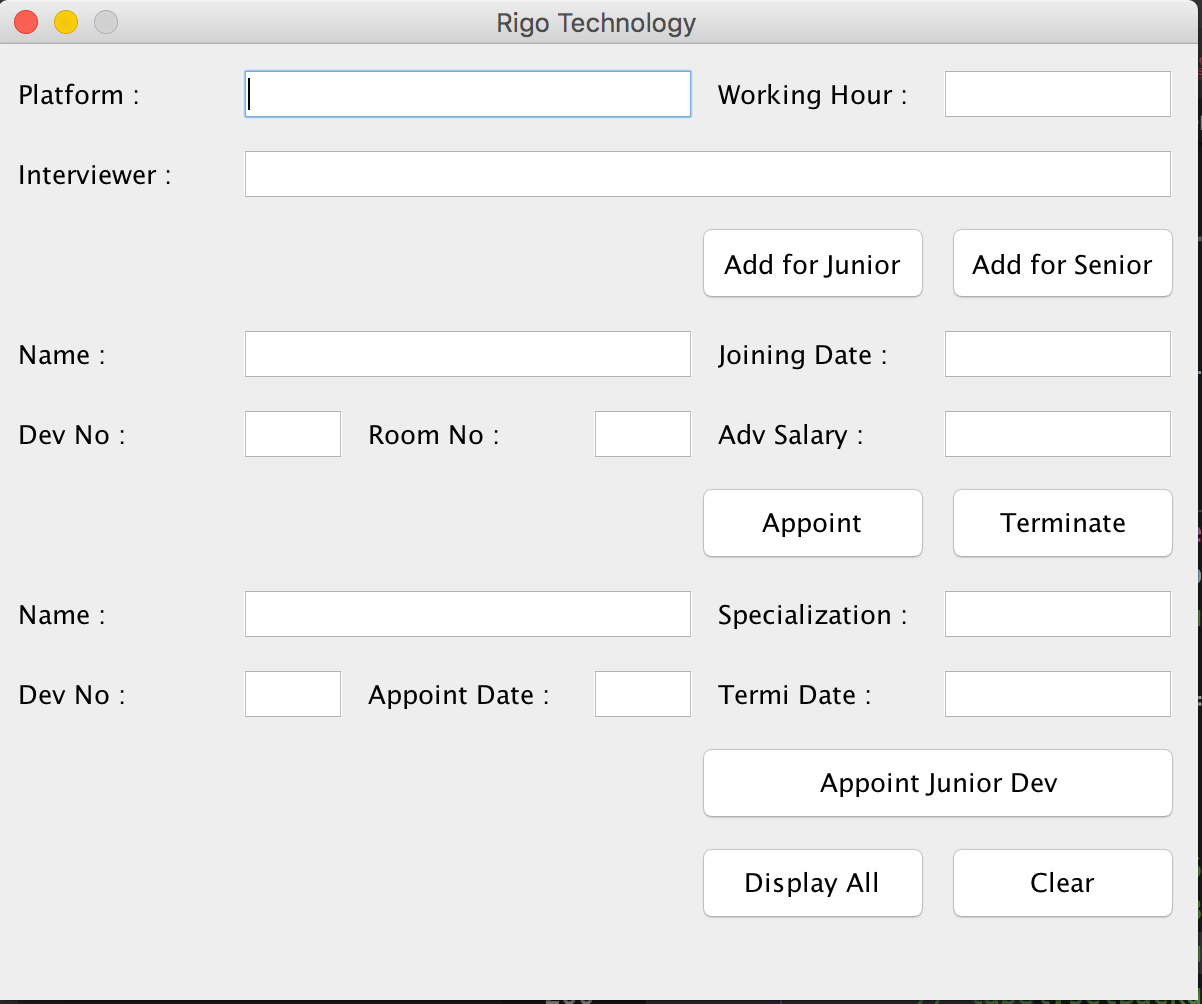 Rigo Technology
Platform : Working Hour :
Interviewer :
Add for Junior Add for Senior
Name : Joining Date :
Dev No : Room No : Adv Salary :
Appoint Terminate
Name : Specialization :
Dev No : Appoint Date : Termi Date :
Appoint Junior Dev
Display All Clear